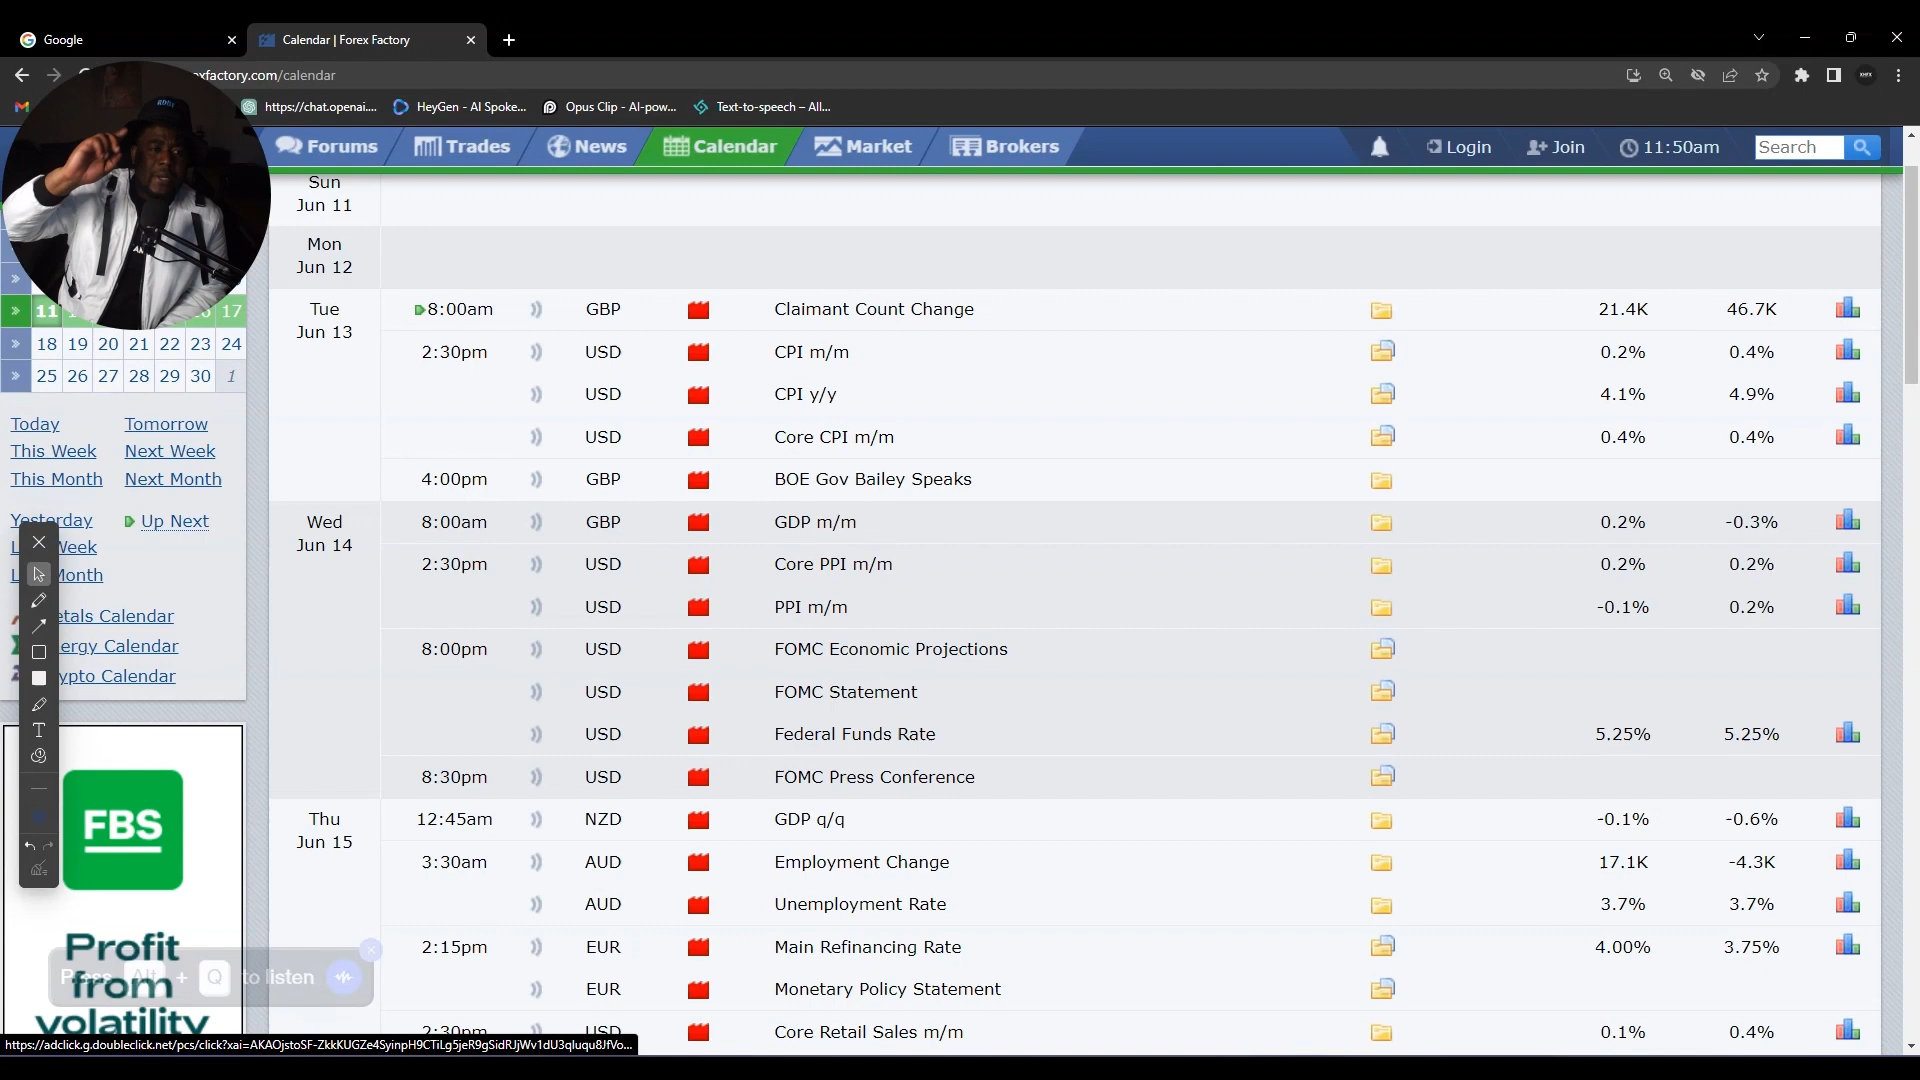 Google
Calendar | Forex Factory
xfactory.com/calendar
https://chat.openai....
HeyGen - AI Spoke...
Opus Clip - AI-pow...
Text-to-speech – All...
Forums
Trades
News
Calendar
Market
Brokers
Login
Join
11:50am
Search
Sun
Jun 11
Mon
Jun 12
Tue
Jun 13
8:00am GBP Claimant Count Change 21.4K 46.7K
2:30pm USD CPI m/m 0.2% 0.4%
USD CPI y/y 4.1% 4.9%
USD Core CPI m/m 0.4% 0.4%
4:00pm GBP BOE Gov Bailey Speaks
Wed
Jun 14
8:00am GBP GDP m/m 0.2% -0.3%
2:30pm USD Core PPI m/m 0.2% 0.2%
USD PPI m/m -0.1% 0.2%
8:00pm USD FOMC Economic Projections
USD FOMC Statement
USD Federal Funds Rate 5.25% 5.25%
8:30pm USD FOMC Press Conference
Thu
Jun 15
12:45am NZD GDP q/q -0.1% -0.6%
3:30am AUD Employment Change 17.1K -4.3K
AUD Unemployment Rate 3.7% 3.7%
2:15pm EUR Main Refinancing Rate 4.00% 3.75%
EUR Monetary Policy Statement
2:30pm USD Core Retail Sales m/m 0.1% 0.4%
11 17
18 19 20 21 22 23 24
25 26 27 28 29 30 1
Today Tomorrow
This Week Next Week
This Month Next Month
Yesterday Up Next
Week
Month
etals Calendar
ergy Calendar
ypto Calendar
FBS
Profit
from
volatility
Press Alt + Q to listen